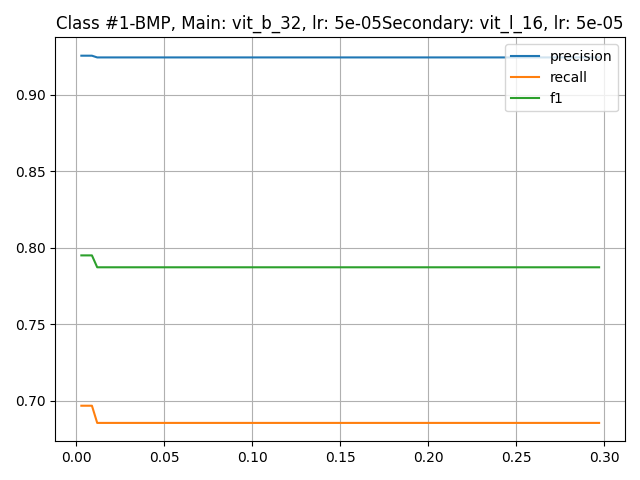 Class #1-BMP, Main: vit_b_32, lr: 5e-05Secondary: vit_l_16, lr: 5e-05
precision
recall
f1
0.90
0.85
0.80
0.75
0.70
0.00 0.05 0.10 0.15 0.20 0.25 0.30